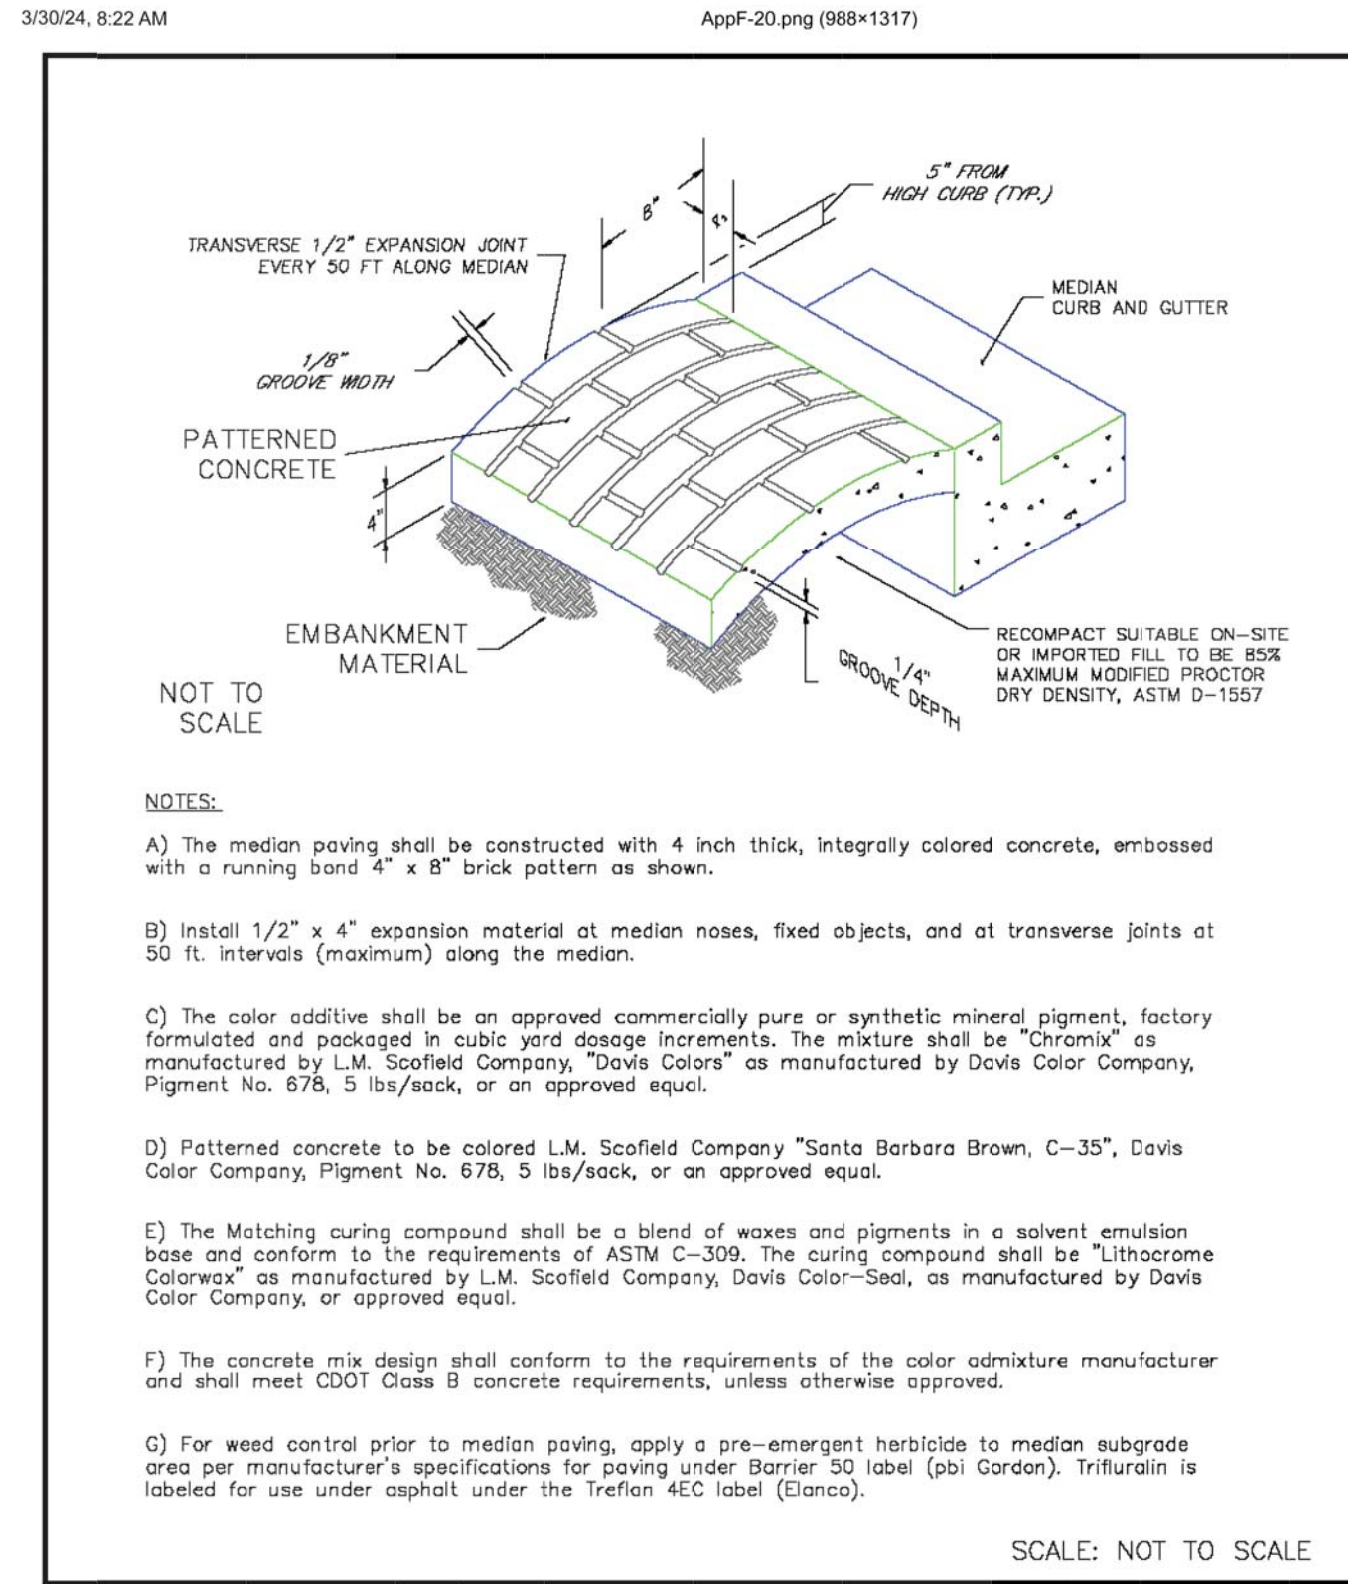 3/30/24, 8:22 AM
AppF-20.png (988×1317)
5" FROM
HIGH CURB (TYP.)
8"
4"
TRANSVERSE 1/2" EXPANSION JOINT
EVERY 50 FT ALONG MEDIAN
MEDIAN
CURB AND GUTTER
1/8"
GROOVE WIDTH
PATTERNED
CONCRETE
4"
EMBANKMENT
MATERIAL
RECOMPACT SUITABLE ON-SITE
OR IMPORTED FILL TO BE 85%
MAXIMUM MODIFIED PROCTOR
DRY DENSITY, ASTM D-1557
1/4"
GROOVE DEPTH
NOT TO
SCALE
NOTES:
A) The median paving shall be constructed with 4 inch thick, integrally colored concrete, embossed
with a running bond 4" x 8" brick pattern as shown.
B) Install 1/2" x 4" expansion material at median noses, fixed objects, and at transverse joints at
50 ft. intervals (maximum) along the median.
C) The color additive shall be an approved commercially pure or synthetic mineral pigment, factory
formulated and packaged in cubic yard dosage increments. The mixture shall be "Chromix" as
manufactured by L.M. Scofield Company, "Davis Colors" as manufactured by Davis Color Company,
Pigment No. 678, 5 lbs/sack, or an approved equal.
D) Patterned concrete to be colored L.M. Scofield Company "Santa Barbara Brown, C-35", Davis
Color Company, Pigment No. 678, 5 lbs/sack, or an approved equal.
E) The Matching curing compound shall be a blend of waxes and pigments in a solvent emulsion
base and conform to the requirements of ASTM C-309. The curing compound shall be "Lithocrome
Colorwax" as manufactured by L.M. Scofield Company, Davis Color-Seal, as manufactured by Davis
Color Company, or approved equal.
F) The concrete mix design shall conform to the requirements of the color admixture manufacturer
and shall meet CDOT Class B concrete requirements, unless otherwise approved.
G) For weed control prior to median paving, apply a pre-emergent herbicide to median subgrade
area per manufacturer's specifications for paving under Barrier 50 label (pbi Gordon). Trifluralin is
labeled for use under asphalt under the Treflan 4EC label (Elanco).
SCALE: NOT TO SCALE